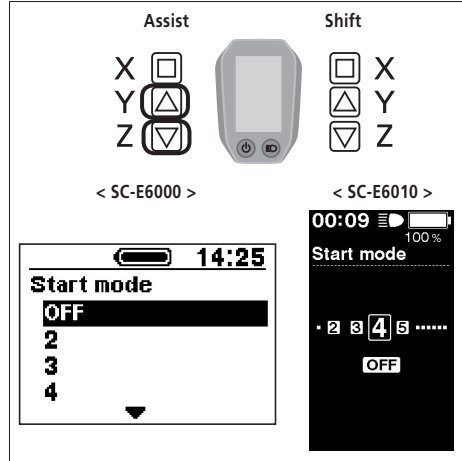 Assist Shift
X X
Y Y
Z Z
< SC-E6000 > < SC-E6010 >
14:25
Start mode
OFF
2
3
4
00:09
100 %
Start mode
2 3 4 5
OFF